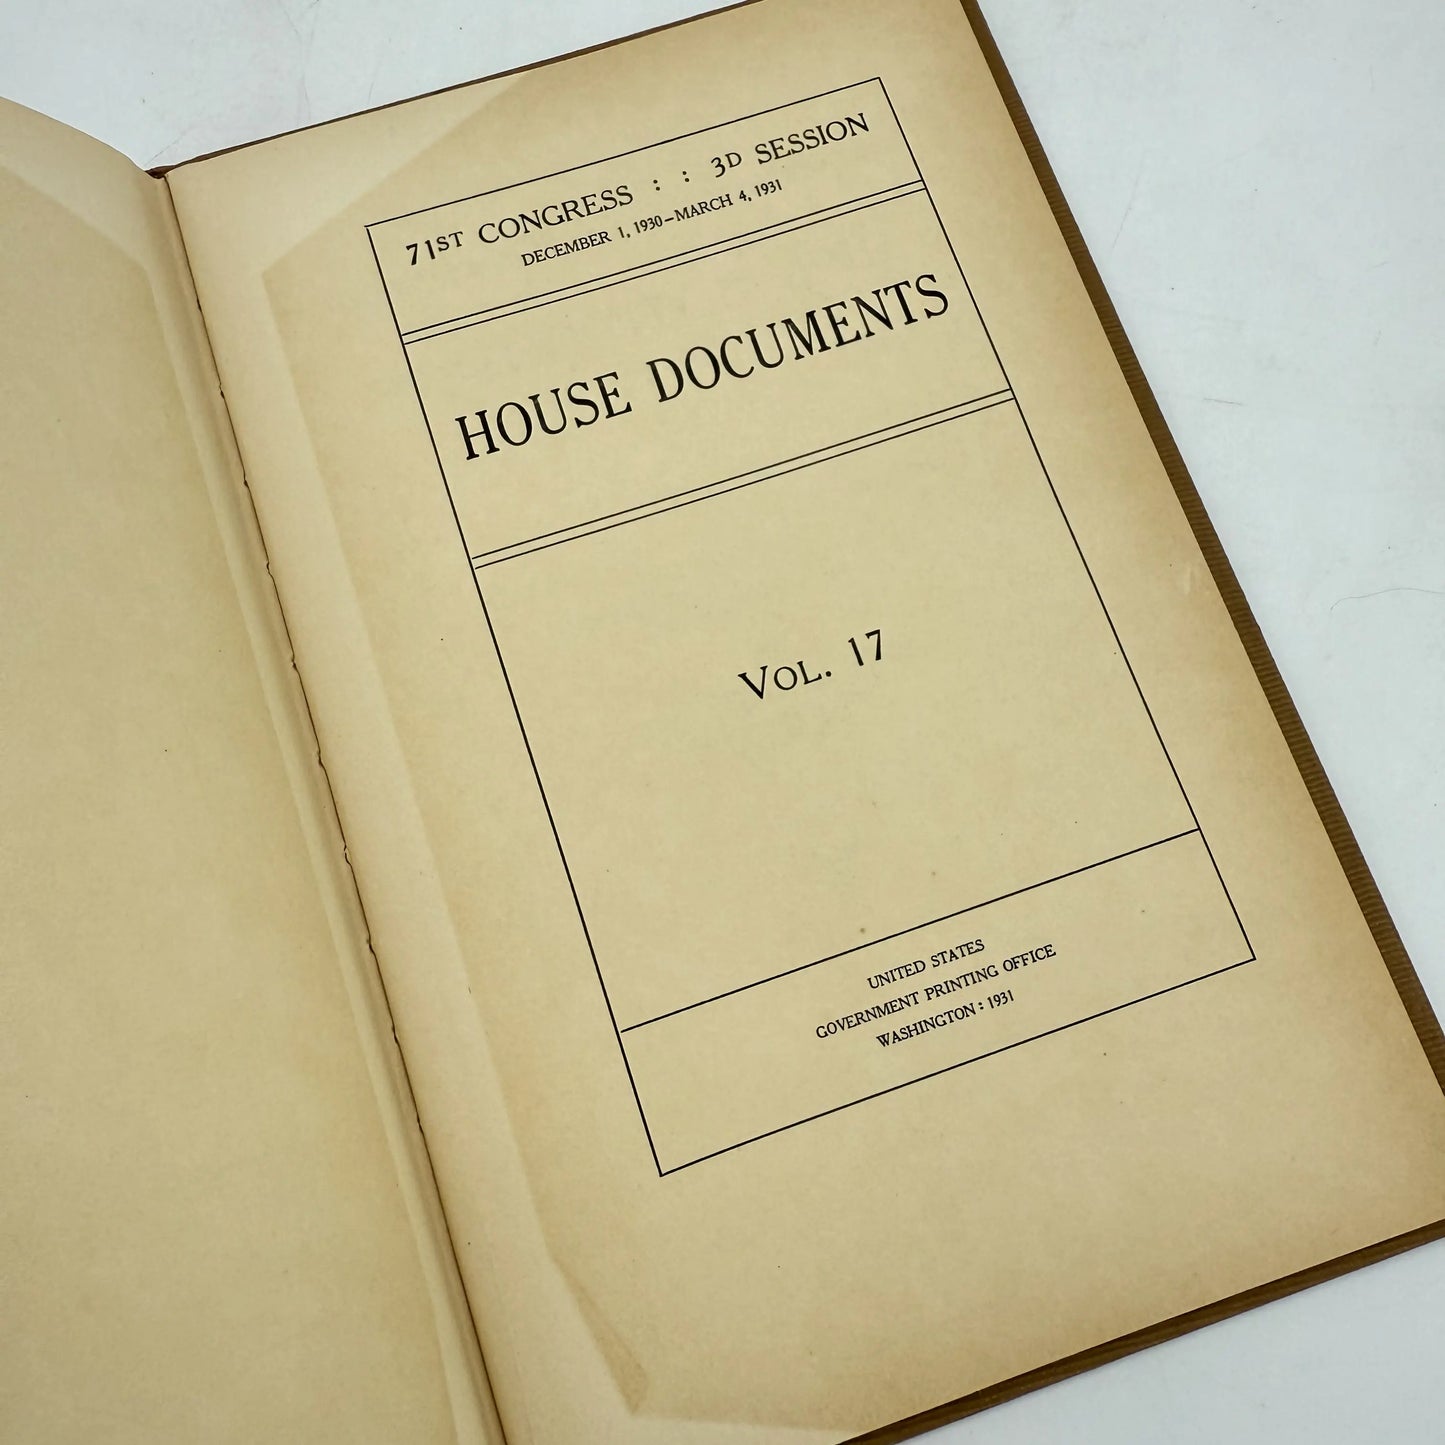 71ST CONGRESS : : 3D SESSION
DECEMBER 1, 1930–MARCH 4, 1931
HOUSE DOCUMENTS
VOL. 17
UNITED STATES
GOVERNMENT PRINTING OFFICE
WASHINGTON : 1931